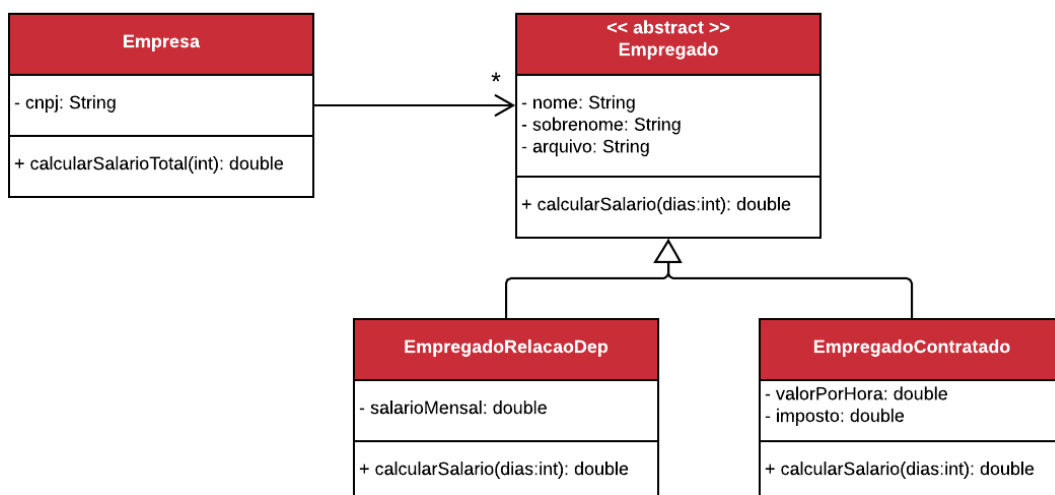 Empresa
- cnpj: String
+ calcularSalarioTotal(int): double
*
<< abstract >>
Empregado
- nome: String
- sobrenome: String
- arquivo: String
+ calcularSalario(dias:int): double
EmpregadoRelacaoDep
- salarioMensal: double
+ calcularSalario(dias:int): double
EmpregadoContratado
- valorPorHora: double
- imposto: double
+ calcularSalario(dias:int): double